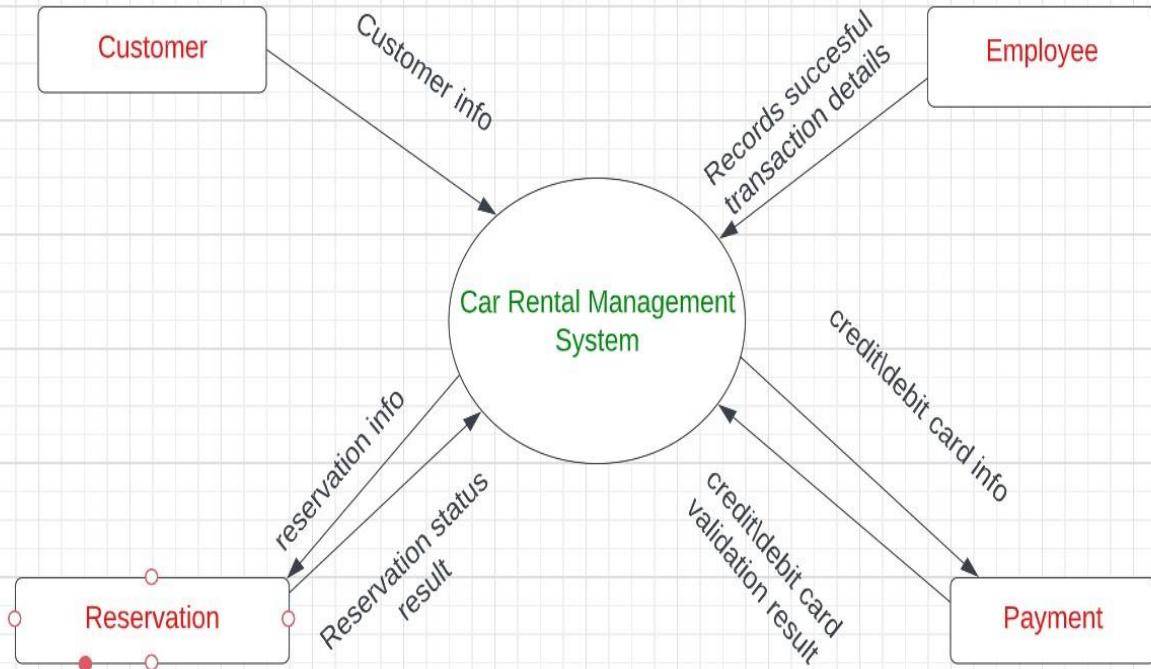 Customer
Customer info
Records succesful
transaction details
Employee
Car Rental Management
System
reservation info
Reservation status
result
credit\debit card info
credit\debit card
validation result
Reservation
Payment